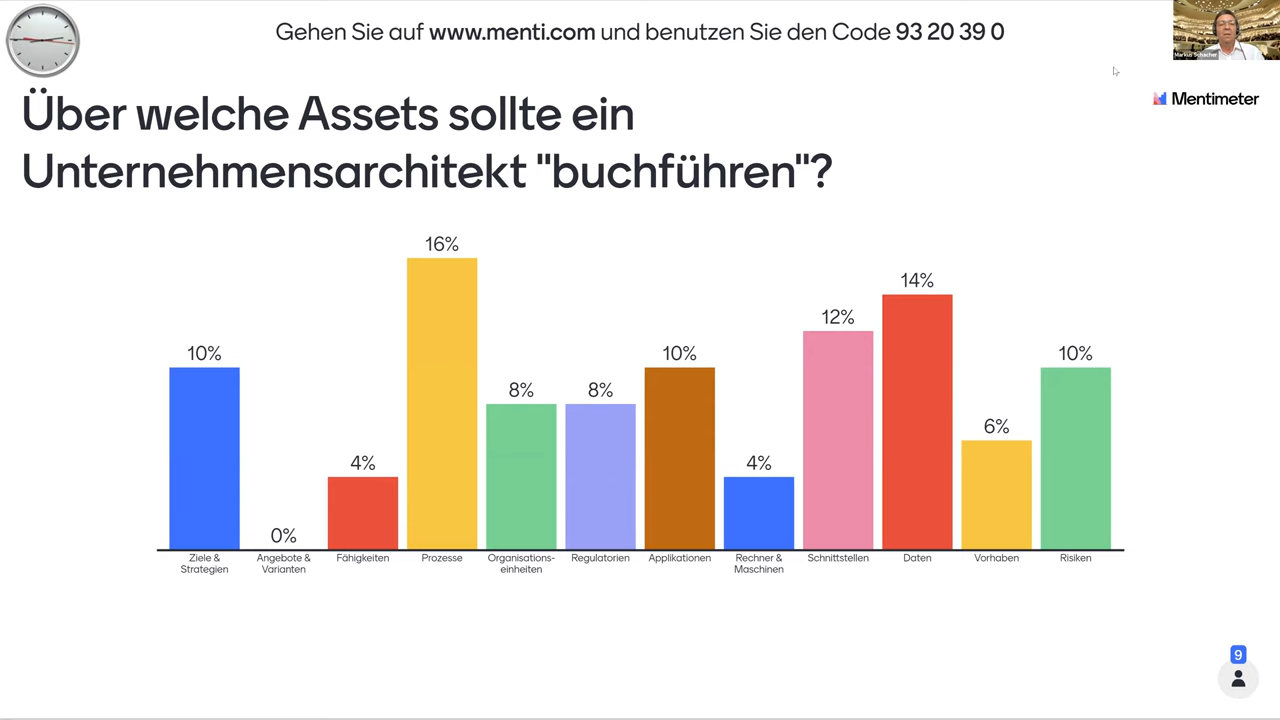 Gehen Sie auf www.menti.com und benutzen Sie den Code 93 20 39 0
Markus Schacher
Mentimeter
Über welche Assets sollte ein
Unternehmensarchitekt "buchführen"?
10%
0%
4%
16%
8%
8%
10%
4%
12%
14%
6%
10%
Ziele &
Strategien
Angebote &
Varianten
Fähigkeiten
Prozesse
Organisations-
einheiten
Regulatorien
Applikationen
Rechner &
Maschinen
Schnittstellen
Daten
Vorhaben
Risiken
9